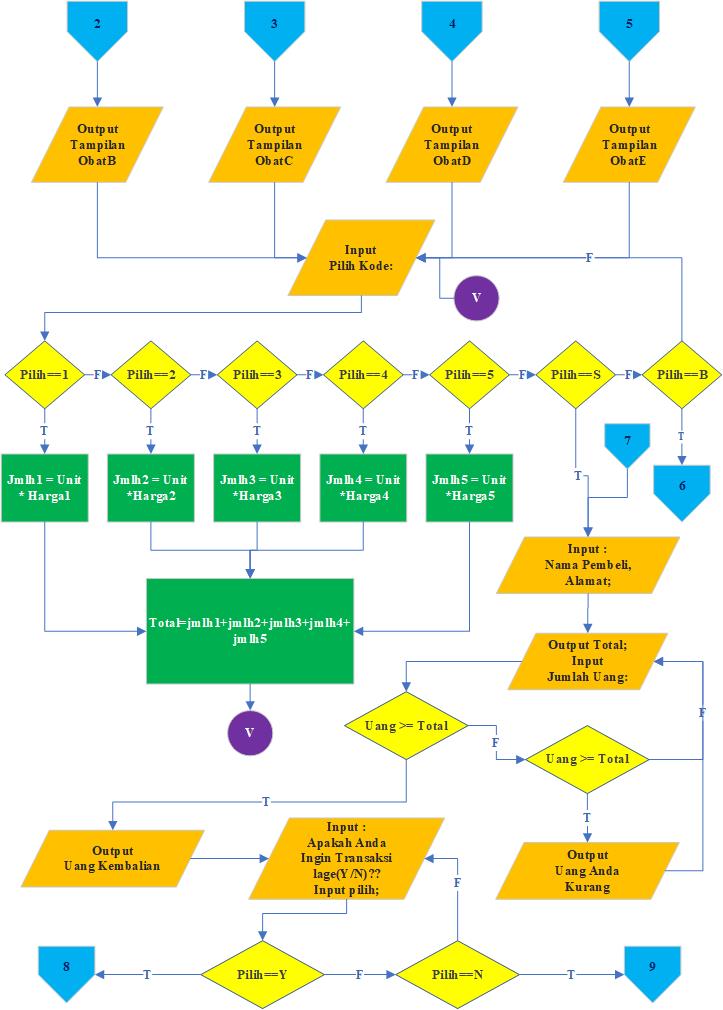 2
3
4
5
Output
Tampilan
ObatB
Output
Tampilan
ObatC
Output
Tampilan
ObatD
Output
Tampilan
ObatE
Input
Pilih Kode:
F
V
Pilih==1
F
Pilih==2
F
Pilih==3
F
Pilih==4
F
Pilih==5
F
Pilih==S
F
Pilih==B
T
T
T
T
T
T
T
7
6
Jmlh1 = Unit
* Harga1
Jmlh2 = Unit
*Harga2
Jmlh3 = Unit
*Harga3
Jmlh4 = Unit
*Harga4
Jmlh5 = Unit
*Harga5
Input :
Nama Pembeli,
Alamat;
Total=jmlh1+jmlh2+jmlh3+jmlh4+
jmlh5
Output Total;
Input
Jumlah Uang:
V
Uang >= Total
F
Uang >= Total
F
T
T
Output
Uang Kembalian
Input :
Apakah Anda
Ingin Transaksi
lage(Y/N)??
Input pilih;
Output
Uang Anda
Kurang
F
8
T
Pilih==Y
F
Pilih==N
T
9